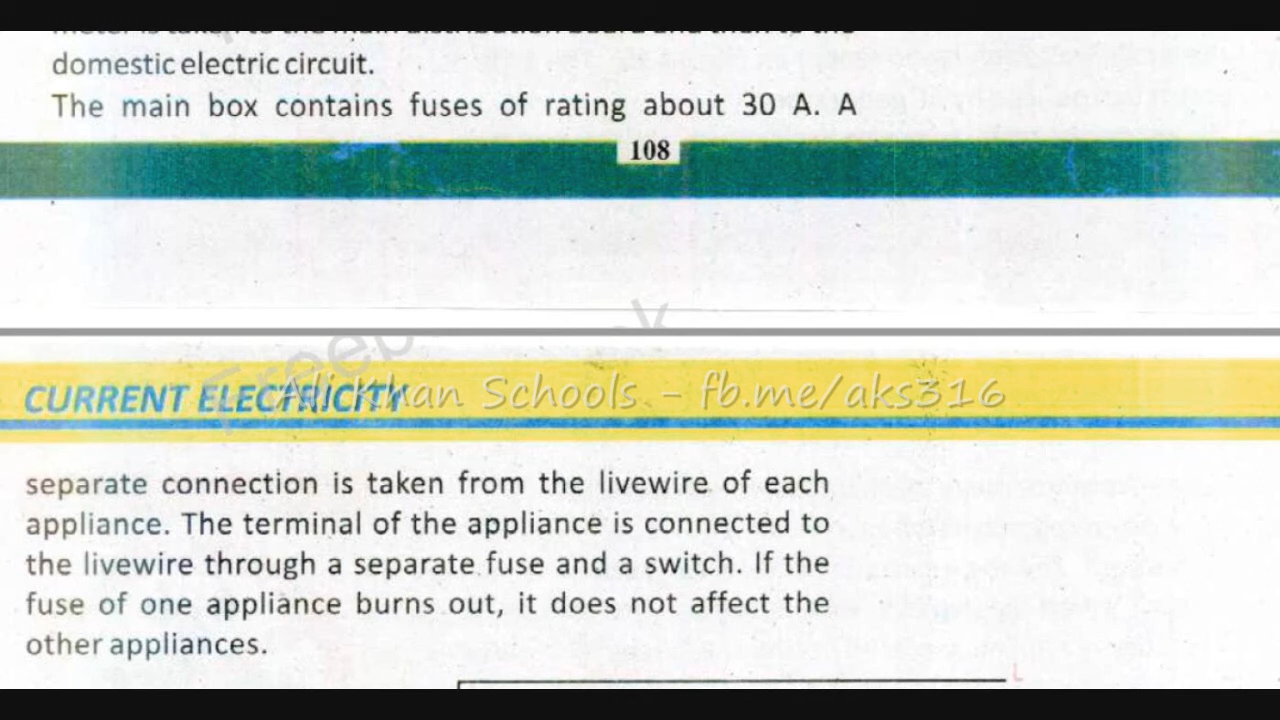 domestic electric circuit.
The main box contains fuses of rating about 30 A. A
108
CURRENT ELECTRICITY
Ali Khan Schools - fb.me/aks316
separate connection is taken from the livewire of each
appliance. The terminal of the appliance is connected to
the livewire through a separate fuse and a switch. If the
fuse of one appliance burns out, it does not affect the
other appliances.